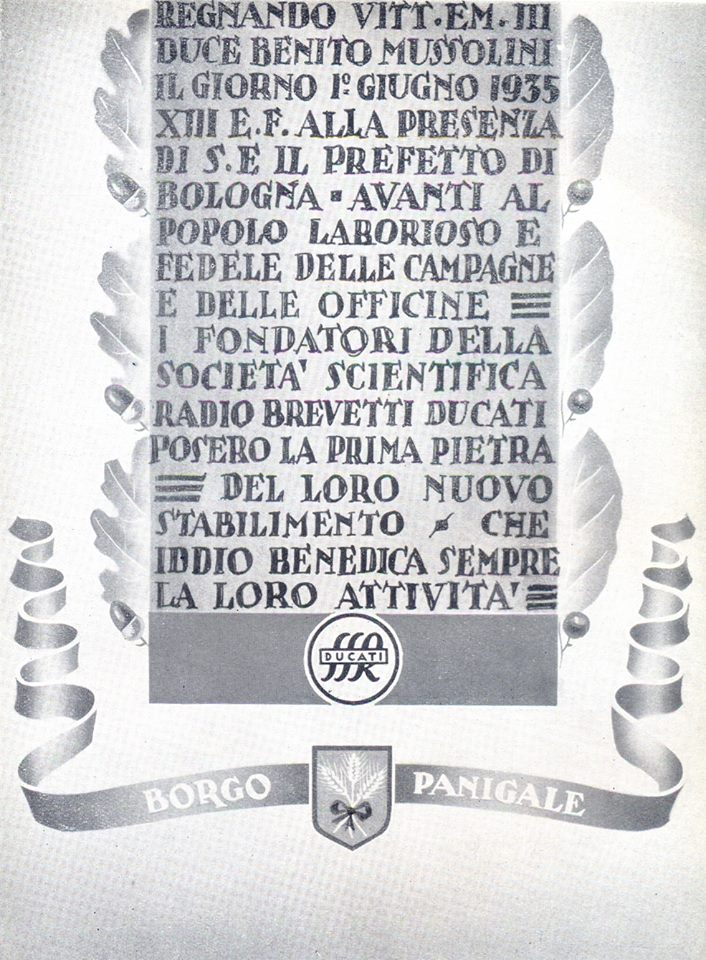 REGNANDO VITT. EM. III
DUCE BENITO MUSSOLINI
IL GIORNO 1º GIUGNO 1935
XIII E.F. ALLA PRESENZA
DI S.E IL PREFETTO DI
BOLOGNA ▪ AVANTI AL
POPOLO LABORIOSO E
FEDELE DELLE CAMPAGNE
E DELLE OFFICINE
I FONDATORI DELLA
SOCIETA' SCIENTIFICA
RADIO BREVETTI DUCATI
POSERO LA PRIMA PIETRA
DEL LORO NUOVO
STABILIMENTO CHE
IDDIO BENEDICA SEMPRE
LA LORO ATTIVITA'
SSR
DUCATI
BORGO PANIGALE